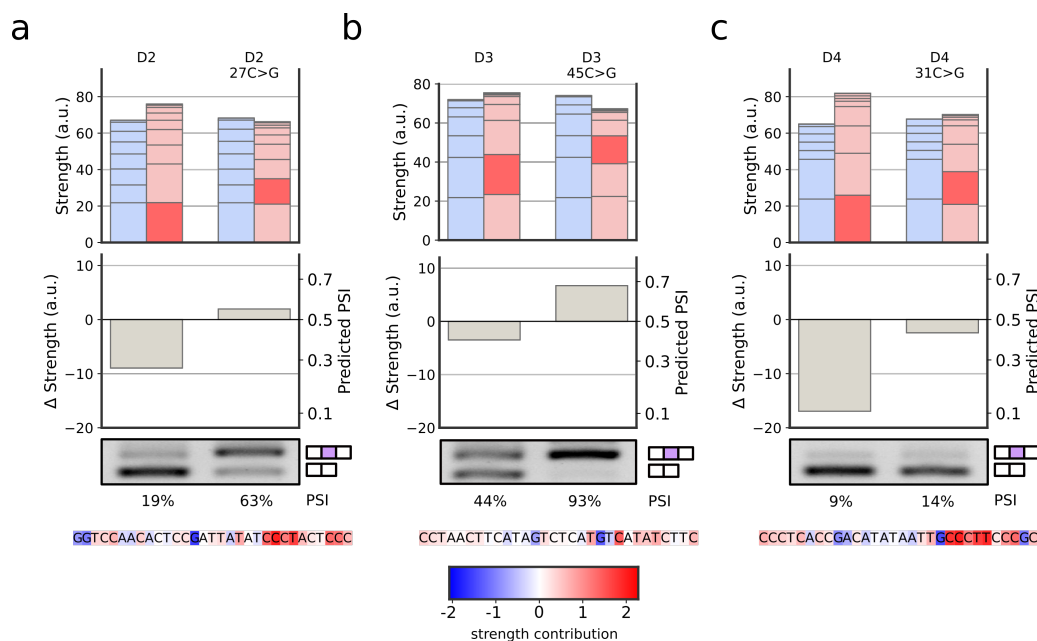 a
D2
D2
27C>G
Strength (a.u.)
80
60
40
20
0
Δ Strength (a.u.)
10
0
−10
−20
0.7
0.5
0.3
0.1
Predicted PSI
19%
63%
PSI
GGTCCAACACTCCGATTATATCCCTACTCCC
b
D3
D3
45C>G
Strength (a.u.)
80
60
40
20
0
Δ Strength (a.u.)
10
0
−10
−20
0.7
0.5
0.3
0.1
Predicted PSI
44%
93%
PSI
CCTAACTTCATAGTCTCATGTCATATCTTC
c
D4
D4
31C>G
Strength (a.u.)
80
60
40
20
0
Δ Strength (a.u.)
10
0
−10
−20
0.7
0.5
0.3
0.1
Predicted PSI
9%
14%
PSI
CCCTCACCGACATATAATTGCCCTTCCCGC
-2
-1
0
1
2
strength contribution